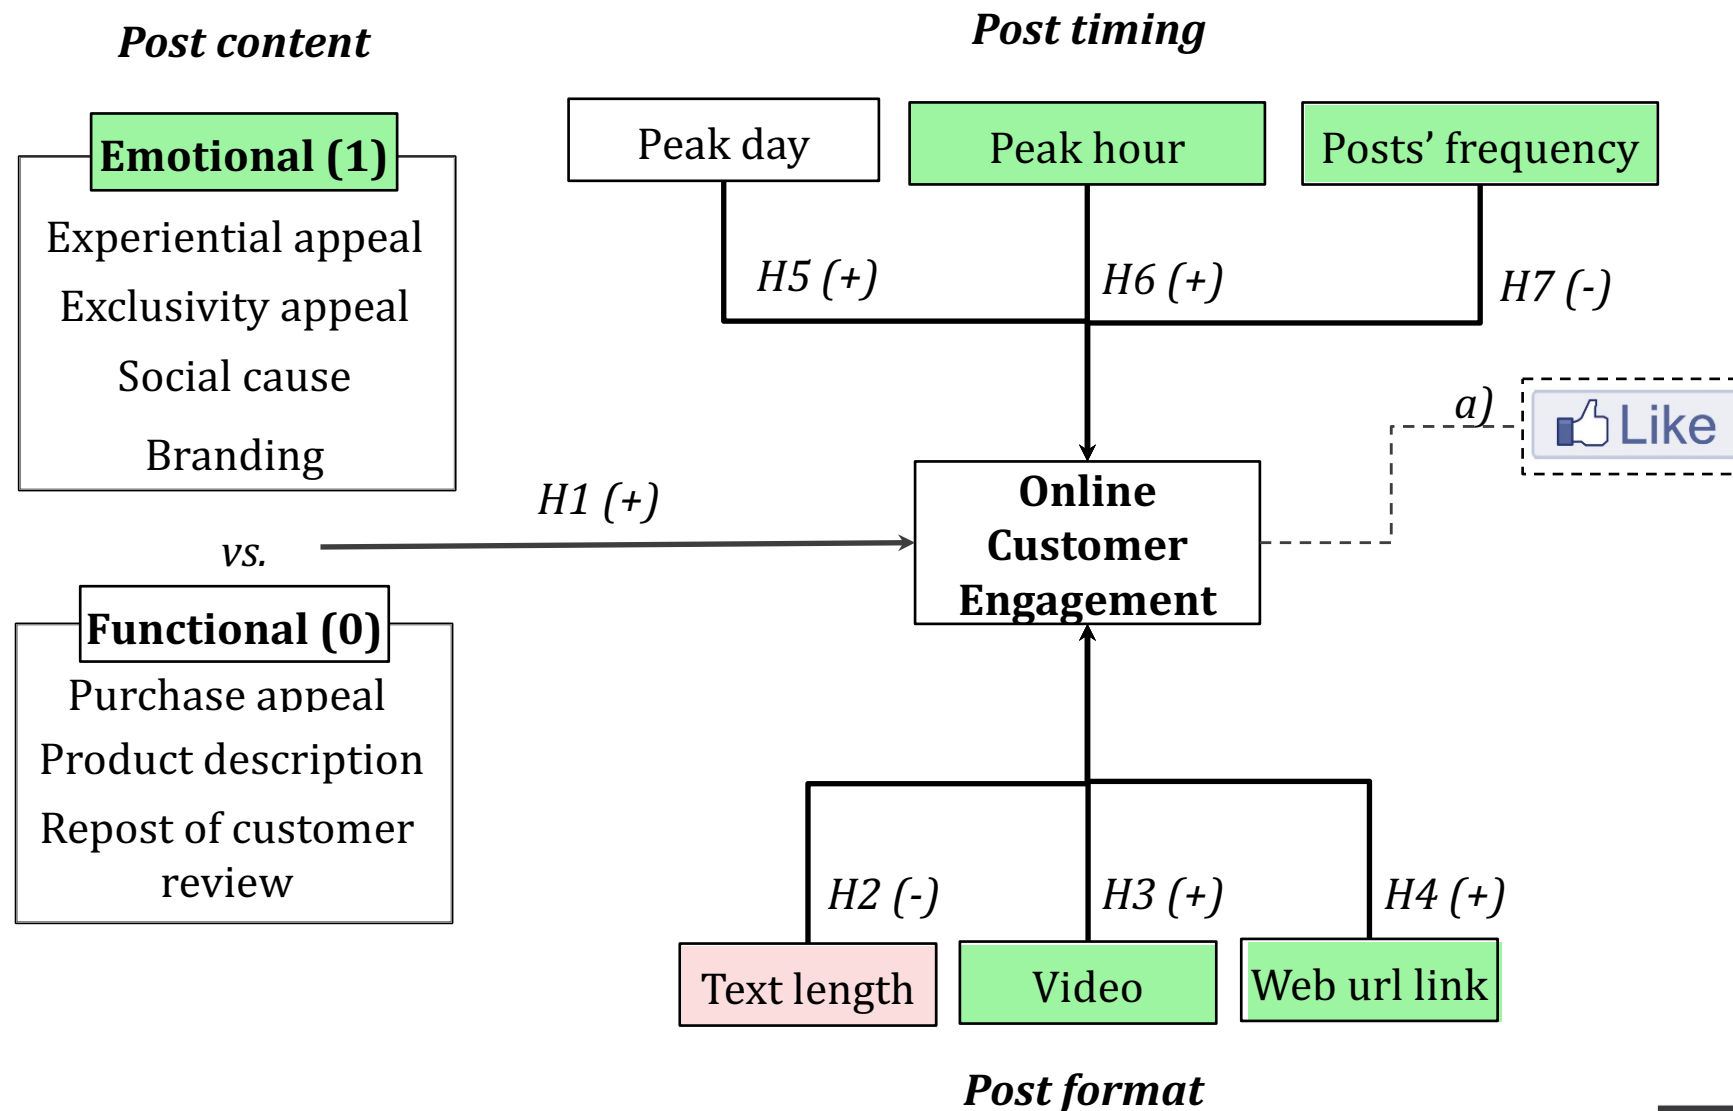 Post content
Post timing
Emotional (1)
Experiential appeal
Exclusivity appeal
Social cause
Branding
vs.
Functional (0)
Purchase appeal
Product description
Repost of customer
review
H1 (+)
Peak day
Peak hour
Posts’ frequency
H5 (+)
H6 (+)
H7 (-)
a)
Like
Online
Customer
Engagement
H2 (-)
H3 (+)
H4 (+)
Text length
Video
Web url link
Post format